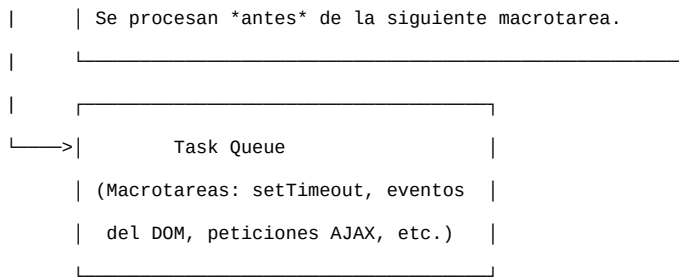 Se procesan *antes* de la siguiente macrotarea.
Task Queue
(Macrotareas: setTimeout, eventos
del DOM, peticiones AJAX, etc.)